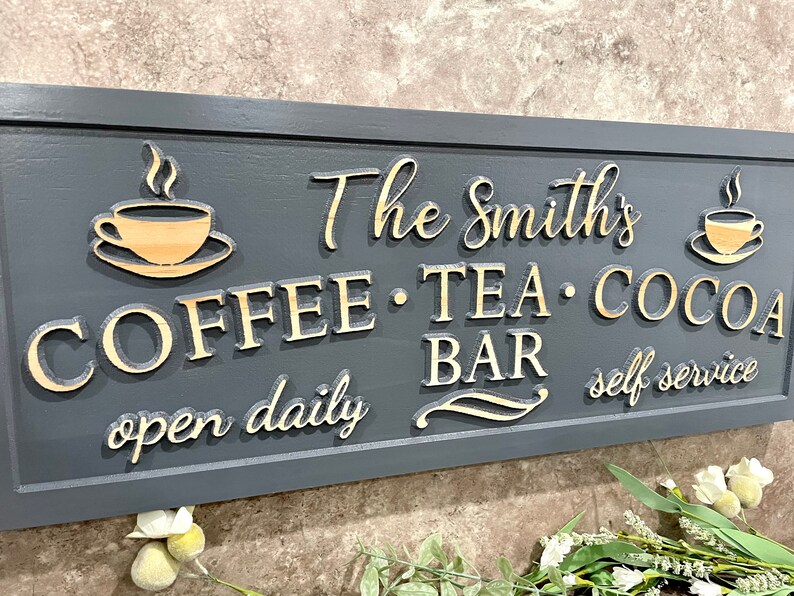 The Smith's
COFFEE • TEA • COCOA
BAR
open daily
self service